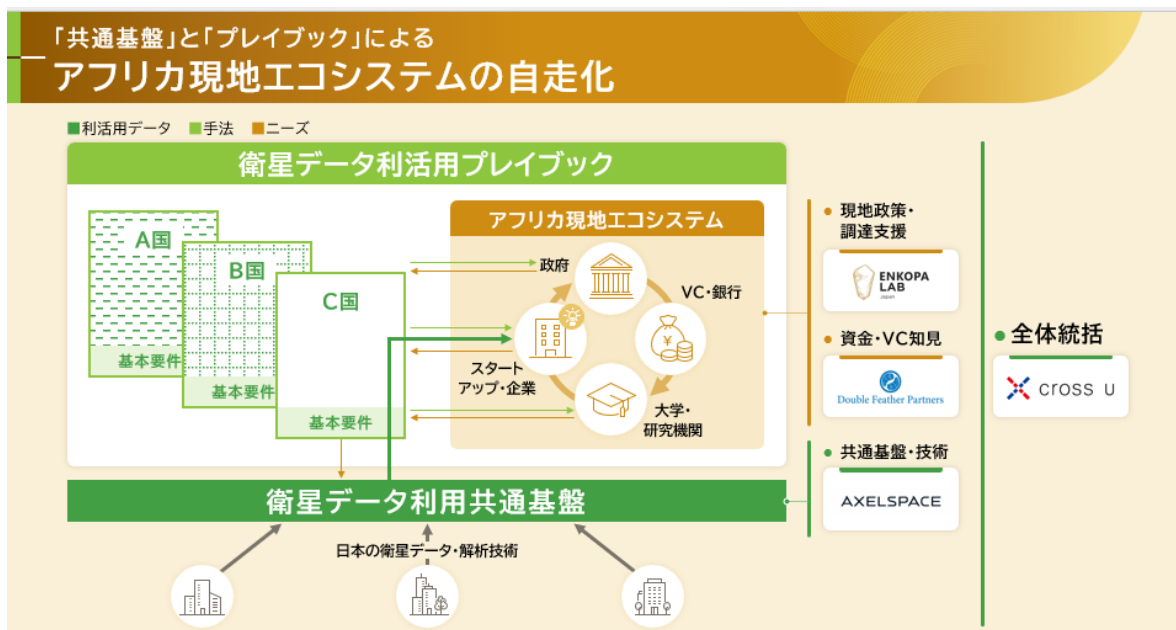 「共通基盤」と「プレイブック」による
アフリカ現地エコシステムの自走化
■利活用データ ■手法 ■ニーズ
衛星データ利活用プレイブック
A国
基本要件
B国
基本要件
C国
基本要件
アフリカ現地エコシステム
政府
VC・銀行
¥
スタート
アップ・企業
大学・
研究機関
衛星データ利用共通基盤
日本の衛星データ・解析技術
● 現地政策・
調達支援
ENKOPA
LAB
Japan
● 資金・VC知見
Double Feather Partners
● 共通基盤・技術
AXELSPACE
● 全体統括
cross U